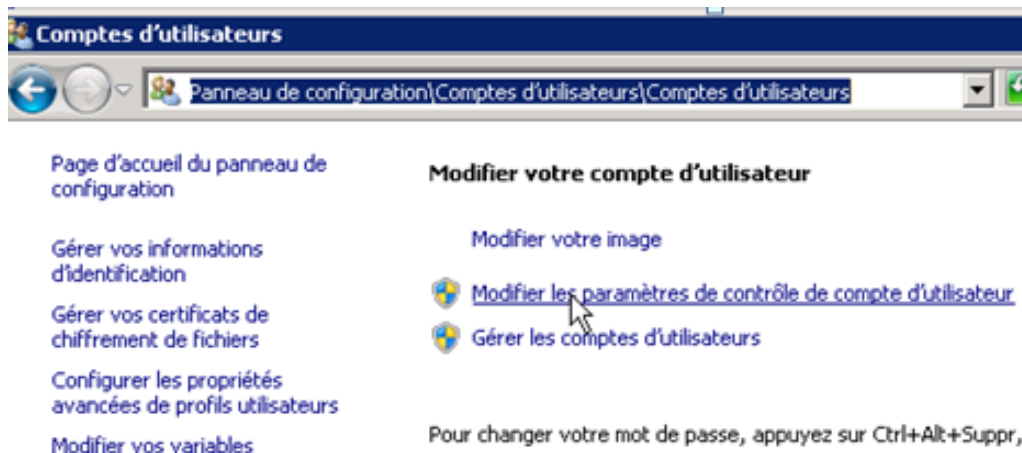 Comptes d'utilisateurs
Panneau de configuration\Comptes d'utilisateurs\Comptes d'utilisateurs
Page d'accueil du panneau de
configuration
Gérer vos informations
d'identification
Gérer vos certificats de
chiffrement de fichiers
Configurer les propriétés
avancées de profils utilisateurs
Modifier vos variables
Modifier votre compte d'utilisateur
Modifier votre image
Modifier les paramètres de contrôle de compte d'utilisateur
Gérer les comptes d'utilisateurs
Pour changer votre mot de passe, appuyez sur Ctrl+Alt+Suppr,